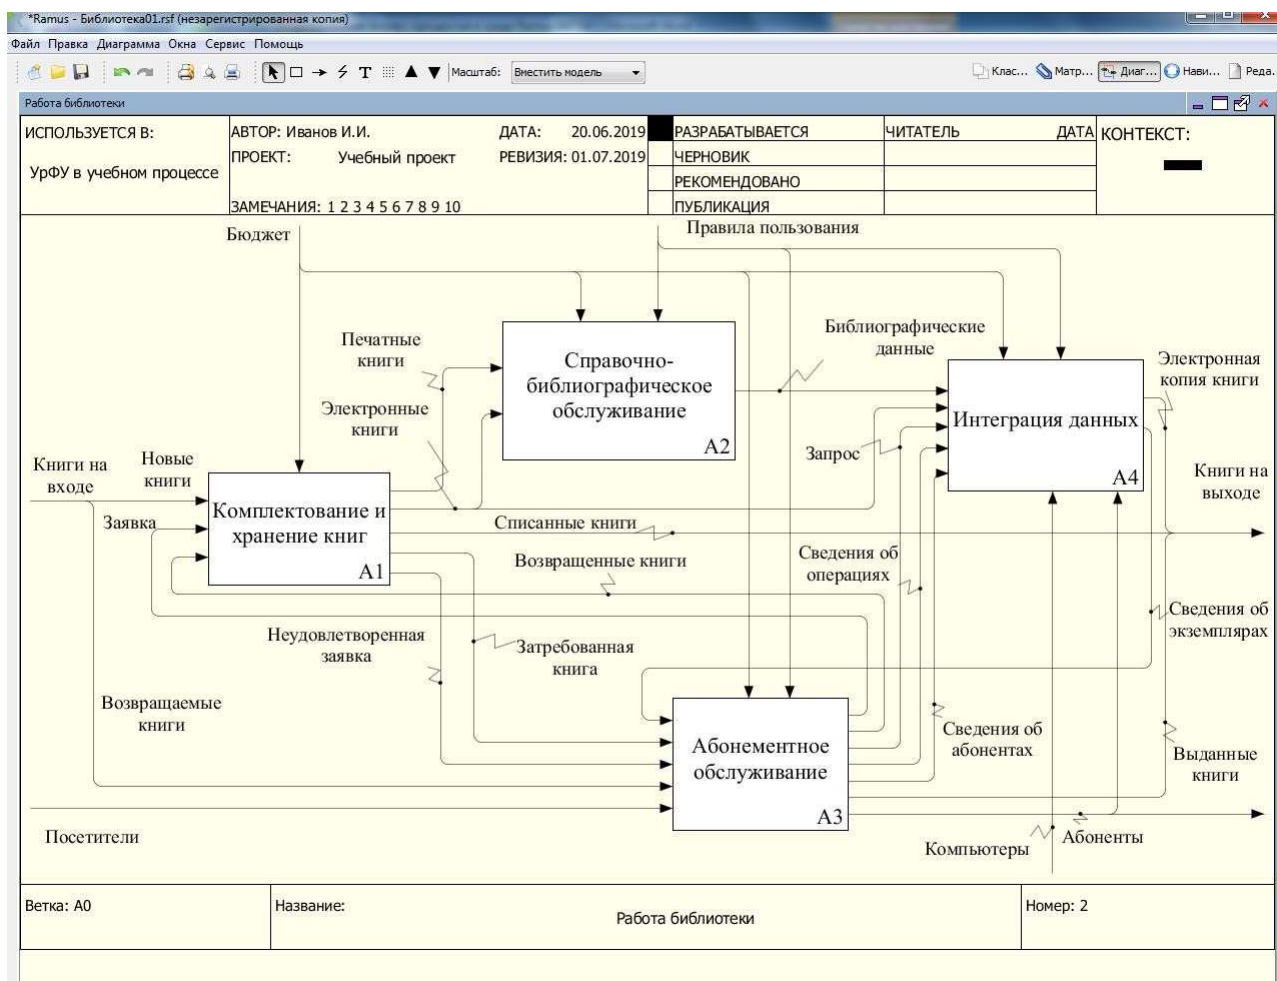 *Ramus - Библиотека01.rsf (незарегистрированная копия)
Файл Правка Диаграмма Окна Сервис Помощь
Масштаб: Вместить модель
Клас... Матр... Диаг... Нави... Реда...
Работа библиотеки
ИСПОЛЬЗУЕТСЯ В:
УрФУ в учебном процессе
АВТОР: Иванов И.И.
ДАТА: 20.06.2019
ПРОЕКТ: Учебный проект
РЕВИЗИЯ: 01.07.2019
ЗАМЕЧАНИЯ: 1 2 3 4 5 6 7 8 9 10
РАЗРАБАТЫВАЕТСЯ
ЧЕРНОВИК
РЕКОМЕНДОВАНО
ПУБЛИКАЦИЯ
ЧИТАТЕЛЬ
ДАТА
КОНТЕКСТ:
Бюджет
Правила пользования
Печатные
книги
Библиографические
данные
Электронная
копия книги
Справочно-
библиографическое
обслуживание
A2
Электронные
книги
Интеграция данных
A4
Запрос
Книги на
входе
Новые
книги
Книги на
выходе
Заявка
Комплектование и
хранение книг
A1
Списанные книги
Возвращенные книги
Сведения об
операциях
Сведения об
экземплярах
Неудовлетворенная
заявка
Затребованная
книга
Возвращаемые
книги
Абонементное
обслуживание
A3
Сведения об
абонентах
Выданные
книги
Посетители
Компьютеры
Абоненты
Ветка: A0
Название:
Работа библиотеки
Номер: 2